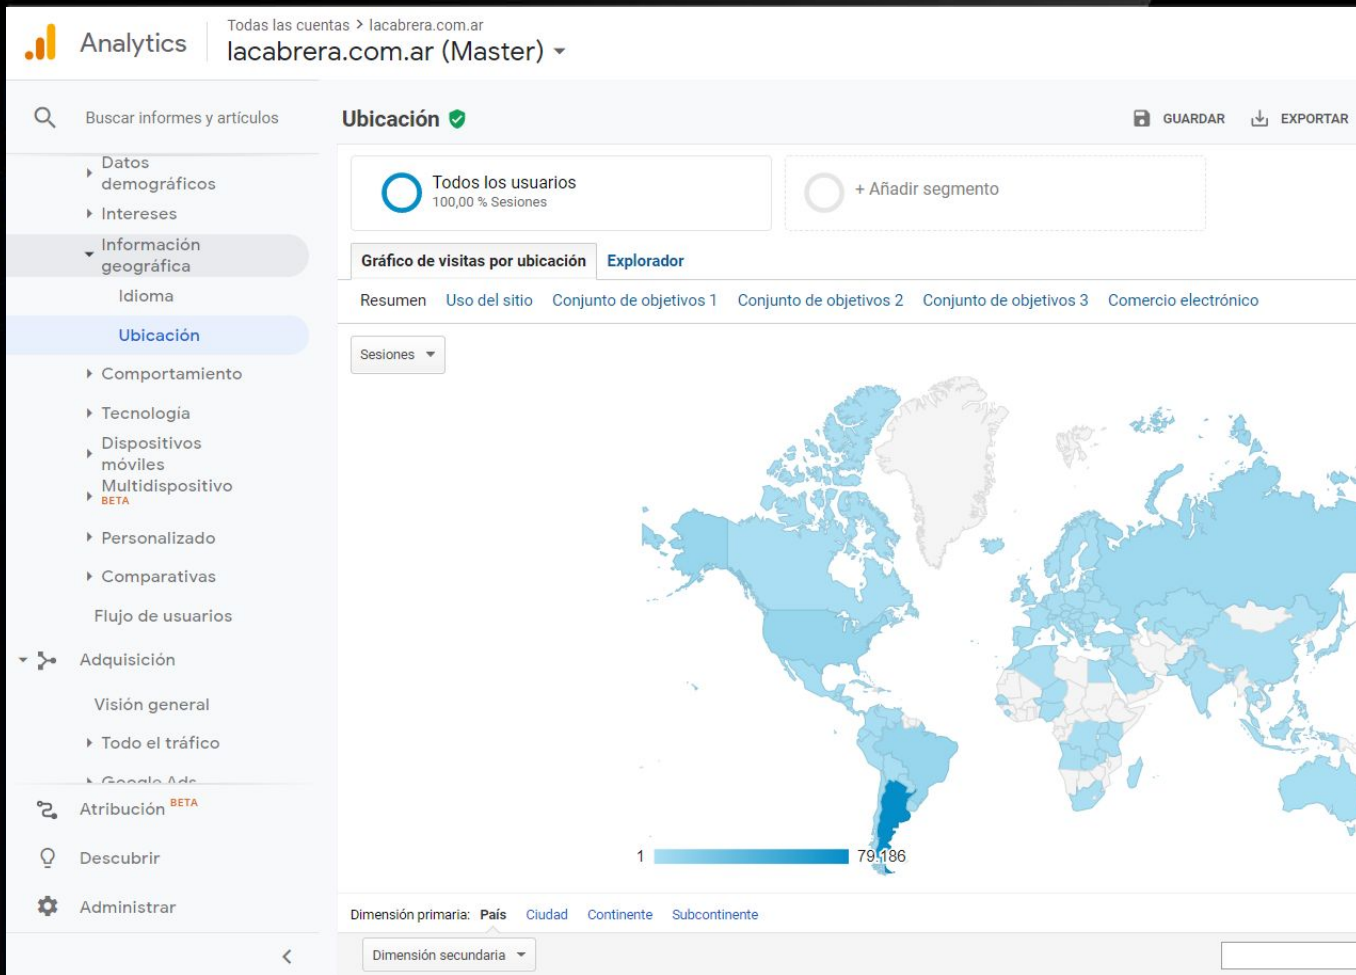 Analytics
Todas las cuentas > lacabrera.com.ar
lacabrera.com.ar (Master)
Buscar informes y artículos
Datos
demográficos
Intereses
Información
geográfica
Idioma
Ubicación
Comportamiento
Tecnología
Dispositivos
móviles
Multidispositivo
BETA
Personalizado
Comparativas
Flujo de usuarios
Adquisición
Visión general
Todo el tráfico
Google Ads
Atribución BETA
Descubrir
Administrar
Ubicación
GUARDAR
EXPORTAR
Todos los usuarios
100,00 % Sesiones
+ Añadir segmento
Gráfico de visitas por ubicación
Explorador
Resumen Uso del sitio Conjunto de objetivos 1 Conjunto de objetivos 2 Conjunto de objetivos 3 Comercio electrónico
Sesiones
1 79.186
Dimensión primaria: País Ciudad Continente Subcontinente
Dimensión secundaria